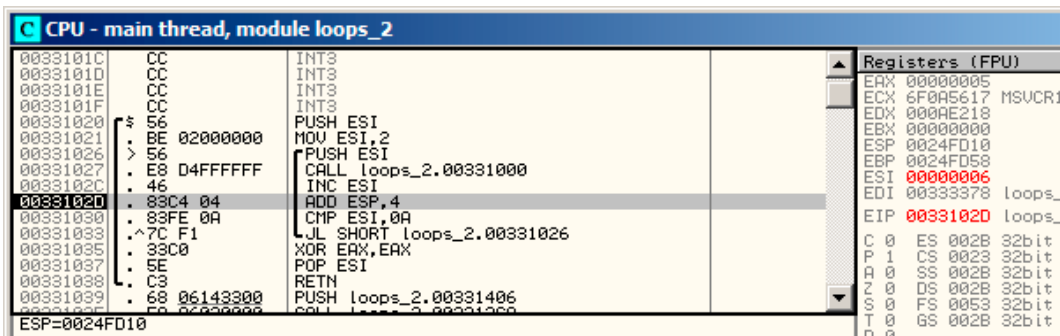 C CPU - main thread, module loops_2
0033101C CC INT3
0033101D CC INT3
0033101E CC INT3
0033101F CC INT3
00331020 $ 56 PUSH ESI
00331021 . BE 02000000 MOV ESI,2
00331026 > 56 PUSH ESI
00331027 . E8 D4FFFFFF CALL loops_2.00331000
0033102C . 46 INC ESI
0033102D . 83C4 04 ADD ESP,4
00331030 . 83FE 0A CMP ESI,0A
00331033 .^7C F1 JL SHORT loops_2.00331026
00331035 . 33C0 XOR EAX,EAX
00331037 . 5E POP ESI
00331038 . C3 RETN
00331039 . 68 06143300 PUSH loops_2.00331406
ESP=0024FD10
Registers (FPU)
EAX 00000005
ECX 6F0A5617 MSVCR1
EDX 000AE218
EBX 00000000
ESP 0024FD10
EBP 0024FD58
ESI 00000006
EDI 00333378 loops_
EIP 0033102D loops_
C 0 ES 002B 32bit
P 1 CS 0023 32bit
A 0 SS 002B 32bit
Z 0 DS 002B 32bit
S 0 FS 0053 32bit
T 0 GS 002B 32bit